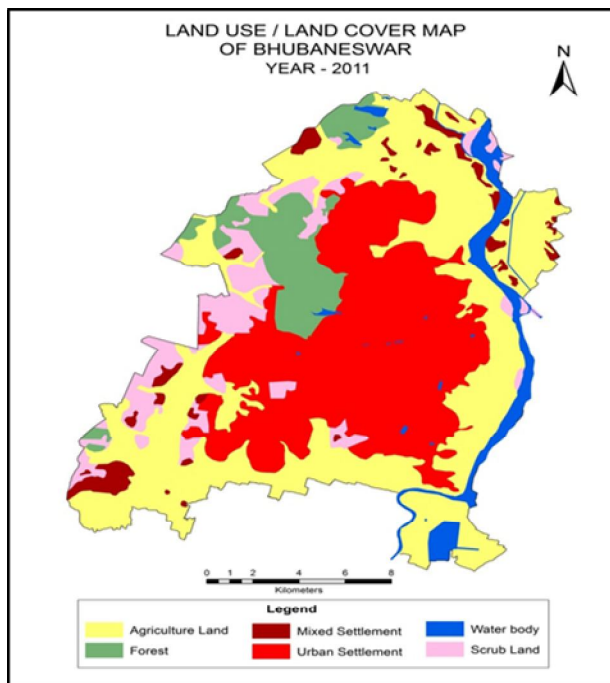 LAND USE / LAND COVER MAP
OF BHUBANESWAR
YEAR - 2011
N
0 1 2 4 6 8
Kilometers
Legend
Agriculture Land Mixed Settlement Water body
Forest Urban Settlement Scrub Land